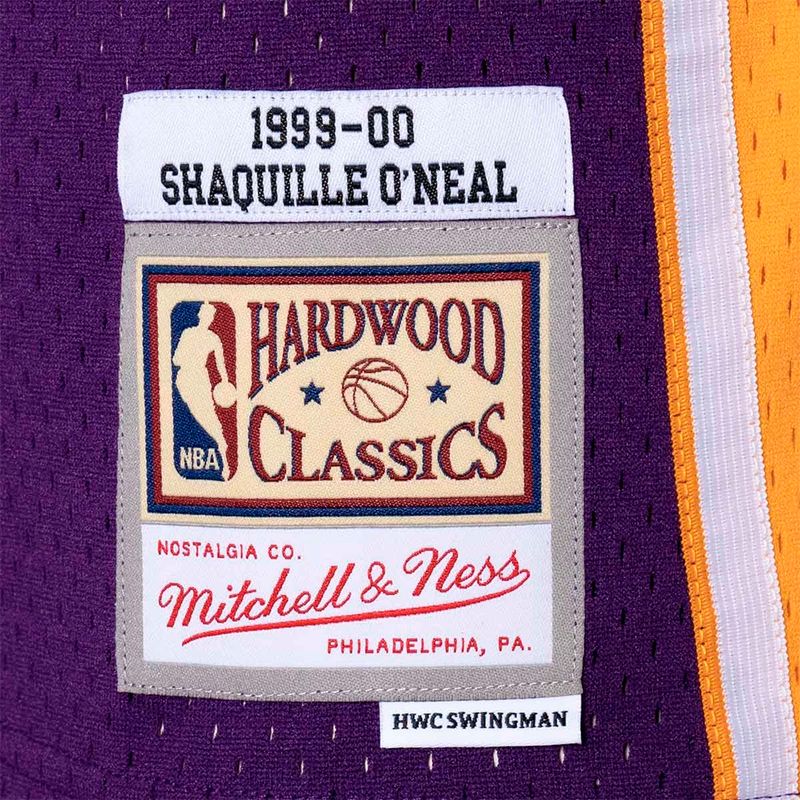 1999-00
SHAQUILLE O'NEAL
HARDWOOD
CLASSICS
NBA
NOSTALGIA CO.
Mitchell & Ness
PHILADELPHIA, PA.
HWC SWINGMAN